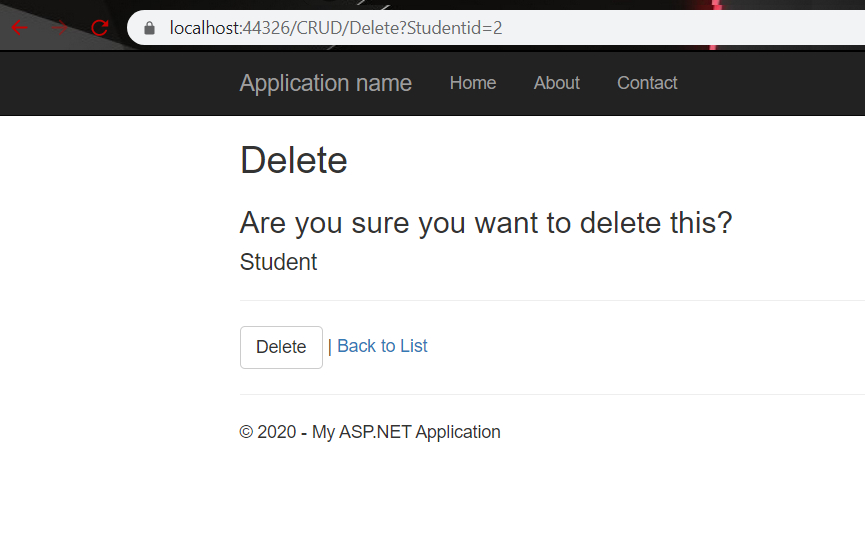 localhost:44326/CRUD/Delete?Studentid=2
Application name Home About Contact
Delete
Are you sure you want to delete this?
Student
Delete | Back to List
© 2020 - My ASP.NET Application